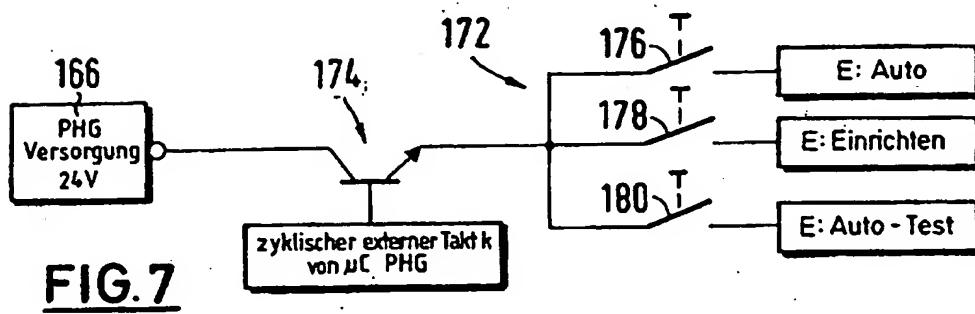 172
176
E: Auto
166
174
178
E: Einrichten
PHG
Versorgung
24V
180
E: Auto - Test
zyklischer externer Takt k
von µC PHG
FIG. 7